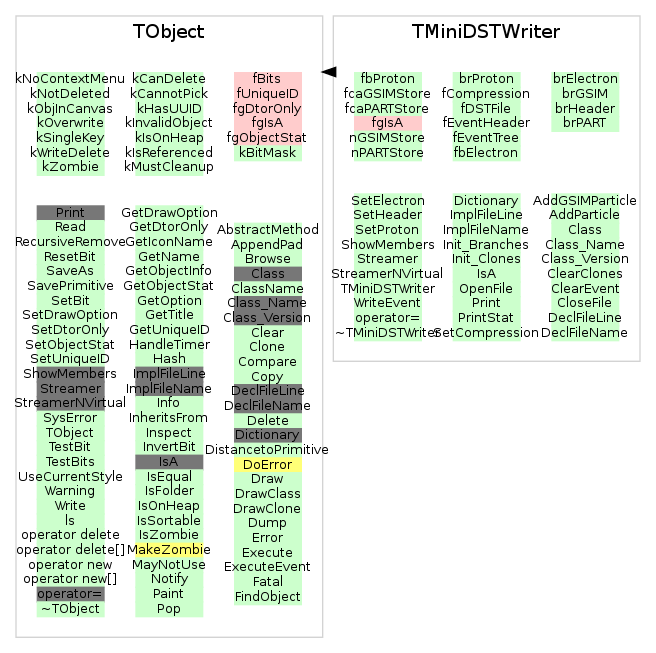 TObject
kNoContextMenu
kNotDeleted
kObjInCanvas
kOverwrite
kSingleKey
kWriteDelete
kZombie
kCanDelete
kCannotPick
kHasUUID
kInvalidObject
kIsOnHeap
kIsReferenced
kMustCleanup
fBits
fUniqueID
fgDtorOnly
fgIsA
fgObjectStat
kBitMask
Print
Read
RecursiveRemove
ResetBit
SaveAs
SavePrimitive
SetBit
SetDrawOption
SetDtorOnly
SetObjectStat
SetUniqueID
ShowMembers
Streamer
StreamerNVirtual
SysError
TObject
TestBit
TestBits
UseCurrentStyle
Warning
Write
ls
operator delete
operator delete[]
operator new
operator new[]
operator=
~TObject
GetDrawOption
GetDtorOnly
GetIconName
GetName
GetObjectInfo
GetObjectStat
GetOption
GetTitle
GetUniqueID
HandleTimer
Hash
ImplFileLine
ImplFileName
Info
InheritsFrom
Inspect
InvertBit
IsA
IsEqual
IsFolder
IsOnHeap
IsSortable
IsZombie
MakeZombie
MayNotUse
Notify
Paint
Pop
AbstractMethod
AppendPad
Browse
Class
ClassName
Class_Name
Class_Version
Clear
Clone
Compare
Copy
DeclFileLine
DeclFileName
Delete
Dictionary
DistancetoPrimitive
DoError
Draw
DrawClass
DrawClone
Dump
Error
Execute
ExecuteEvent
Fatal
FindObject
TMiniDSTWriter
fbProton
fcaGSIMStore
fcaPARTStore
fgIsA
nGSIMStore
nPARTStore
brProton
fCompression
fDSTFile
fEventHeader
fEventTree
fbElectron
brElectron
brGSIM
brHeader
brPART
SetElectron
SetHeader
SetProton
ShowMembers
Streamer
StreamerNVirtual
TMiniDSTWriter
WriteEvent
operator=
~TMiniDSTWriter
Dictionary
ImplFileLine
ImplFileName
Init_Branches
Init_Clones
IsA
OpenFile
Print
PrintStat
SetCompression
AddGSIMParticle
AddParticle
Class
Class_Name
Class_Version
ClearClones
ClearEvent
CloseFile
DeclFileLine
DeclFileName